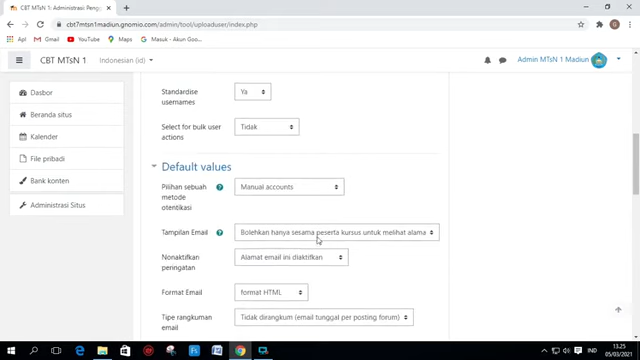 CBT MTsN 1: Administrasi: Pengg
cbt7mtsn1madiun.gnomio.com/admin/tool/uploaduser/index.php
Apli
Gmail
YouTube
Maps
Masuk - Akun Google
CBT MTsN 1
Indonesian (id)
Admin MTsN 1 Madiun
Dasbor
Beranda situs
Kalender
File pribadi
Bank konten
Administrasi Situs
Standardise usernames
Ya
Select for bulk user actions
Tidak
Default values
Pilihan sebuah metode otentikasi
Manual accounts
Tampilan Email
Bolehkan hanya sesama peserta kursus untuk melihat alama
Nonaktifkan peringatan
Alamat email ini diaktifkan
Format Email
format HTML
Tipe rangkuman email
Tidak dirangkum (email tunggal per posting forum)
IND
13.25
05/03/2021